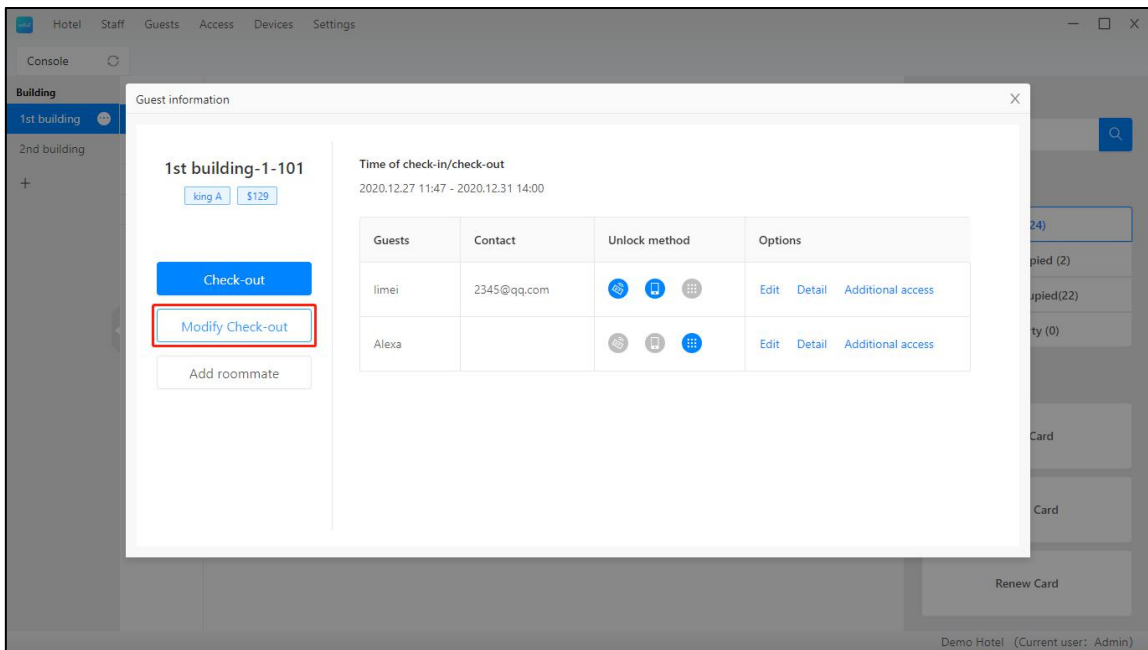 Hotel Staff Guests Access Devices Settings
Console
Building
1st building
2nd building
+
Guest information
1st building-1-101
king A $129
Check-out
Modify Check-out
Add roommate
Time of check-in/check-out
2020.12.27 11:47 - 2020.12.31 14:00
Guests Contact Unlock method Options
limei 2345@qq.com Edit Detail Additional access
Alexa Edit Detail Additional access
24)
pied (2)
upied(22)
ty (0)
Card
Card
Renew Card
Demo Hotel (Current user: Admin)